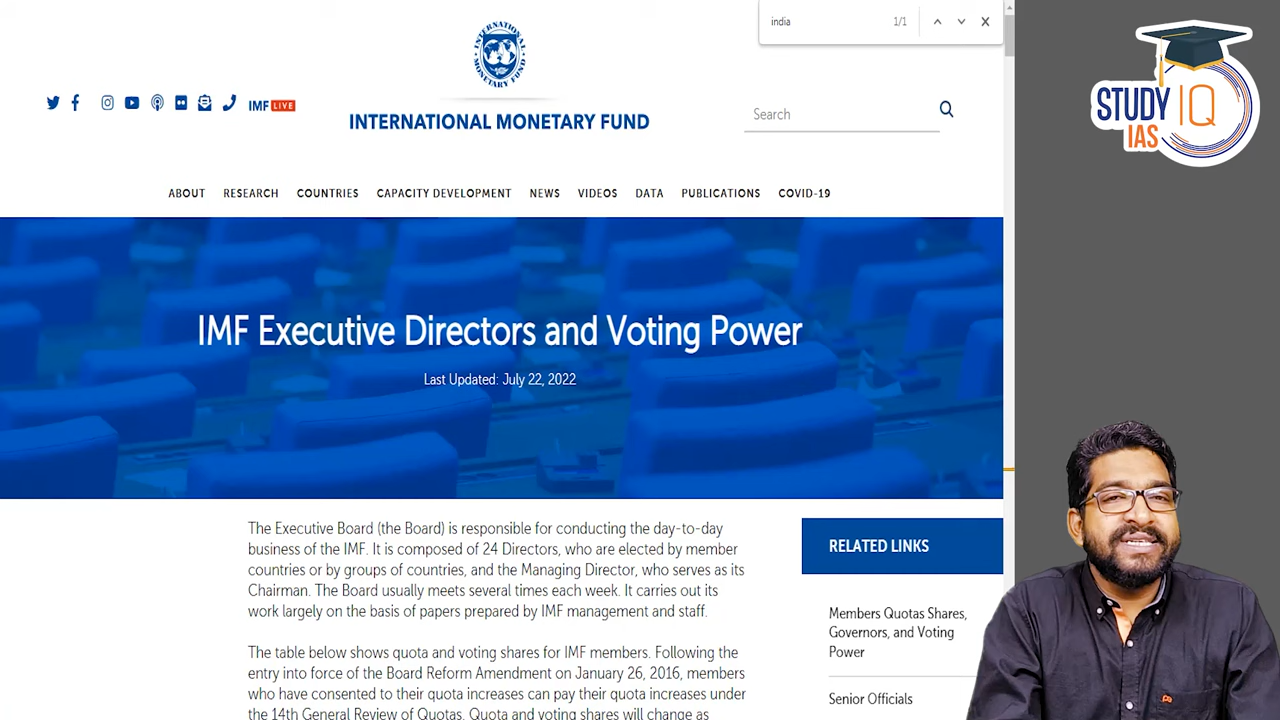 india
1/1
INTERNATIONAL
MONETARY FUND
IMF LIVE
INTERNATIONAL MONETARY FUND
Search
STUDY IQ
IAS
ABOUT
RESEARCH
COUNTRIES
CAPACITY DEVELOPMENT
NEWS
VIDEOS
DATA
PUBLICATIONS
COVID-19
IMF Executive Directors and Voting Power
Last Updated: July 22, 2022
The Executive Board (the Board) is responsible for conducting the day-to-day
business of the IMF. It is composed of 24 Directors, who are elected by member
countries or by groups of countries, and the Managing Director, who serves as its
Chairman. The Board usually meets several times each week. It carries out its
work largely on the basis of papers prepared by IMF management and staff.
The table below shows quota and voting shares for IMF members. Following the
entry into force of the Board Reform Amendment on January 26, 2016, members
who have consented to their quota increases can pay their quota increases under
the 14th General Review of Quotas. Quota and voting shares will change as
RELATED LINKS
Members Quotas Shares,
Governors, and Voting
Power
Senior Officials